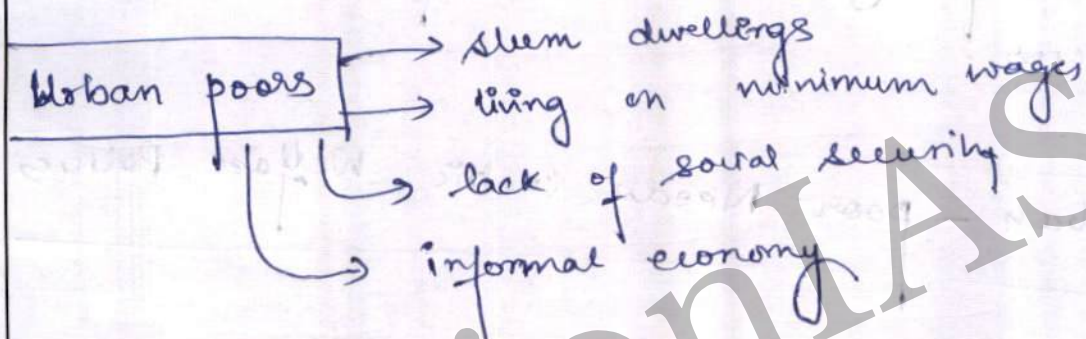 slum dwellings
Urban poors
living on minimum wages
lack of social security
informal economy